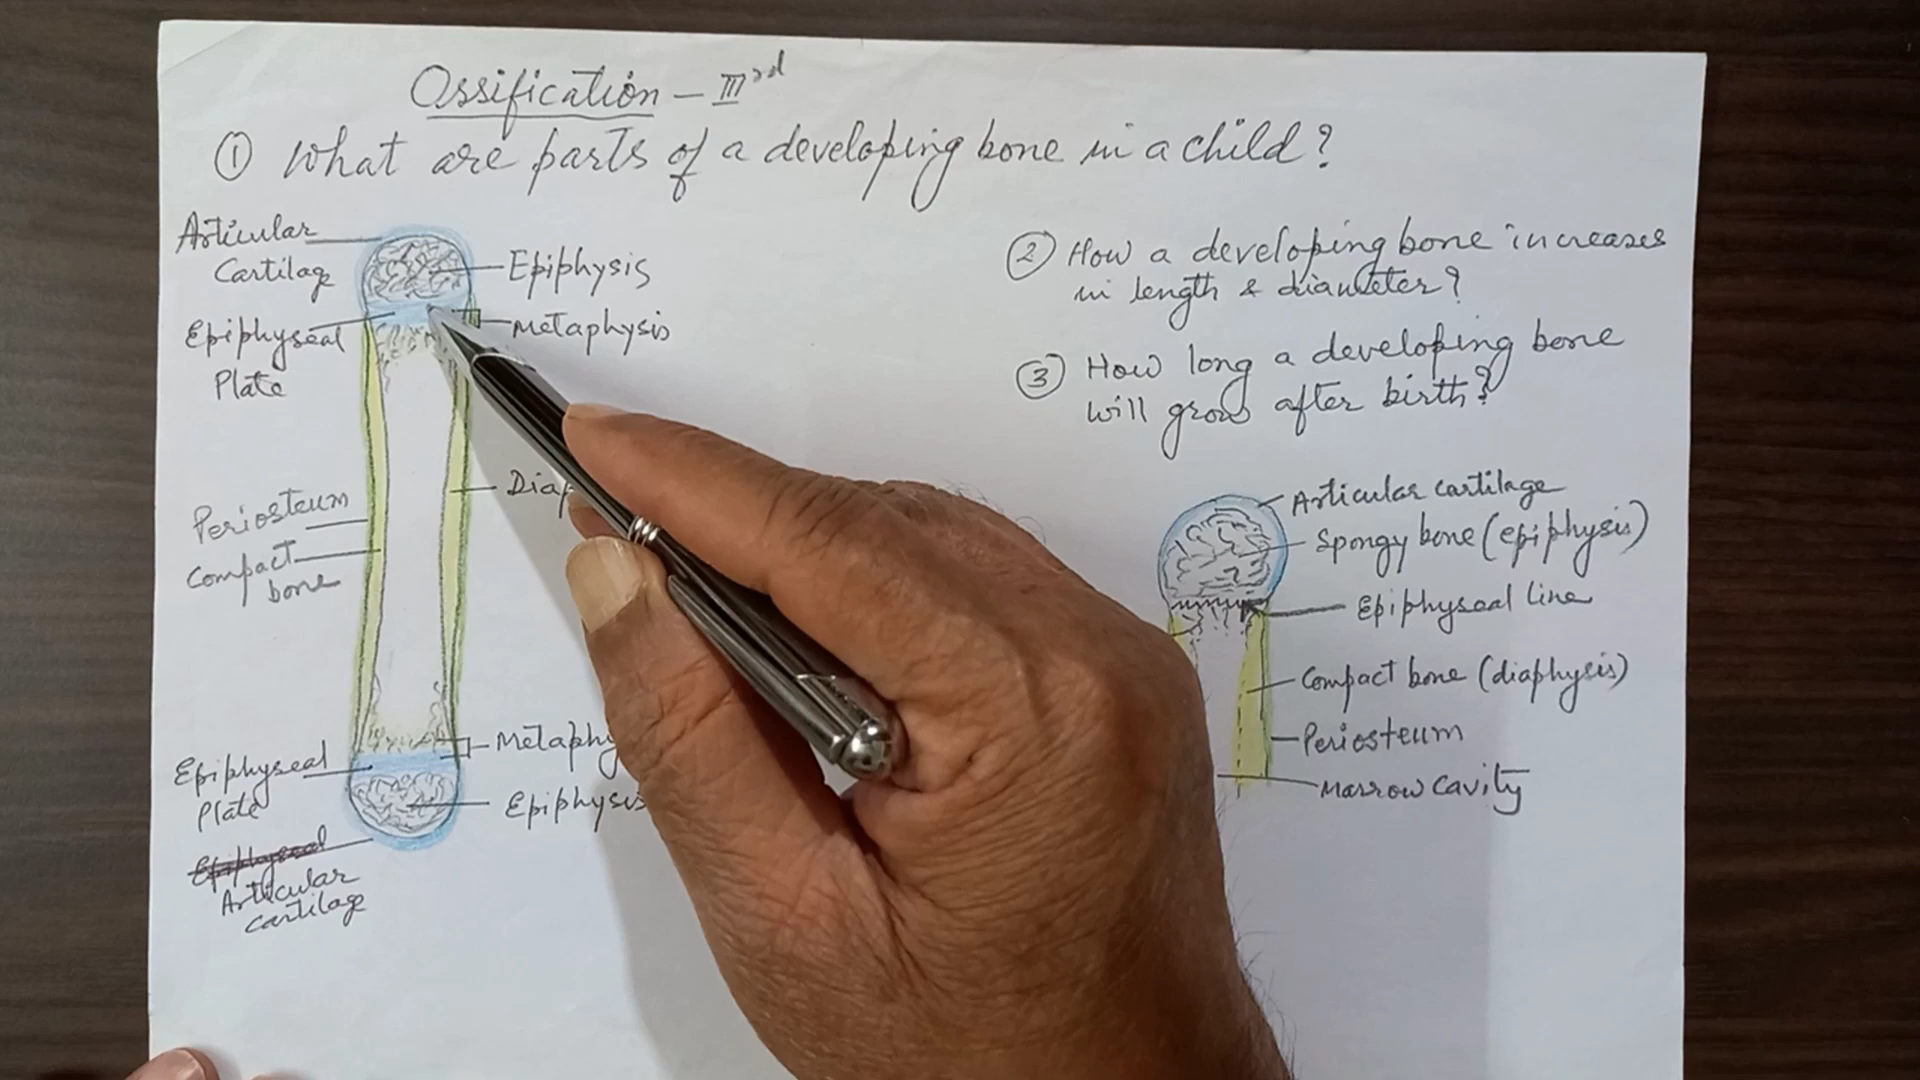 Ossification – IIIrd
① What are parts of a developing bone in a child?
Articular
Cartilage
Epiphysis
Epiphyseal
Plate
Metaphysis
Periosteum
Compact
bone
Diap
Epiphyseal
Plate
Metaphy
Epiphysis
Epiphyseal
Articular
Cartilage
② How a developing bone increases
in length & diameter?
③ How long a developing bone
will grow after birth?
Articular cartilage
Spongy bone (epiphysis)
Epiphyseal line
Compact bone (diaphysis)
Periosteum
Marrow cavity